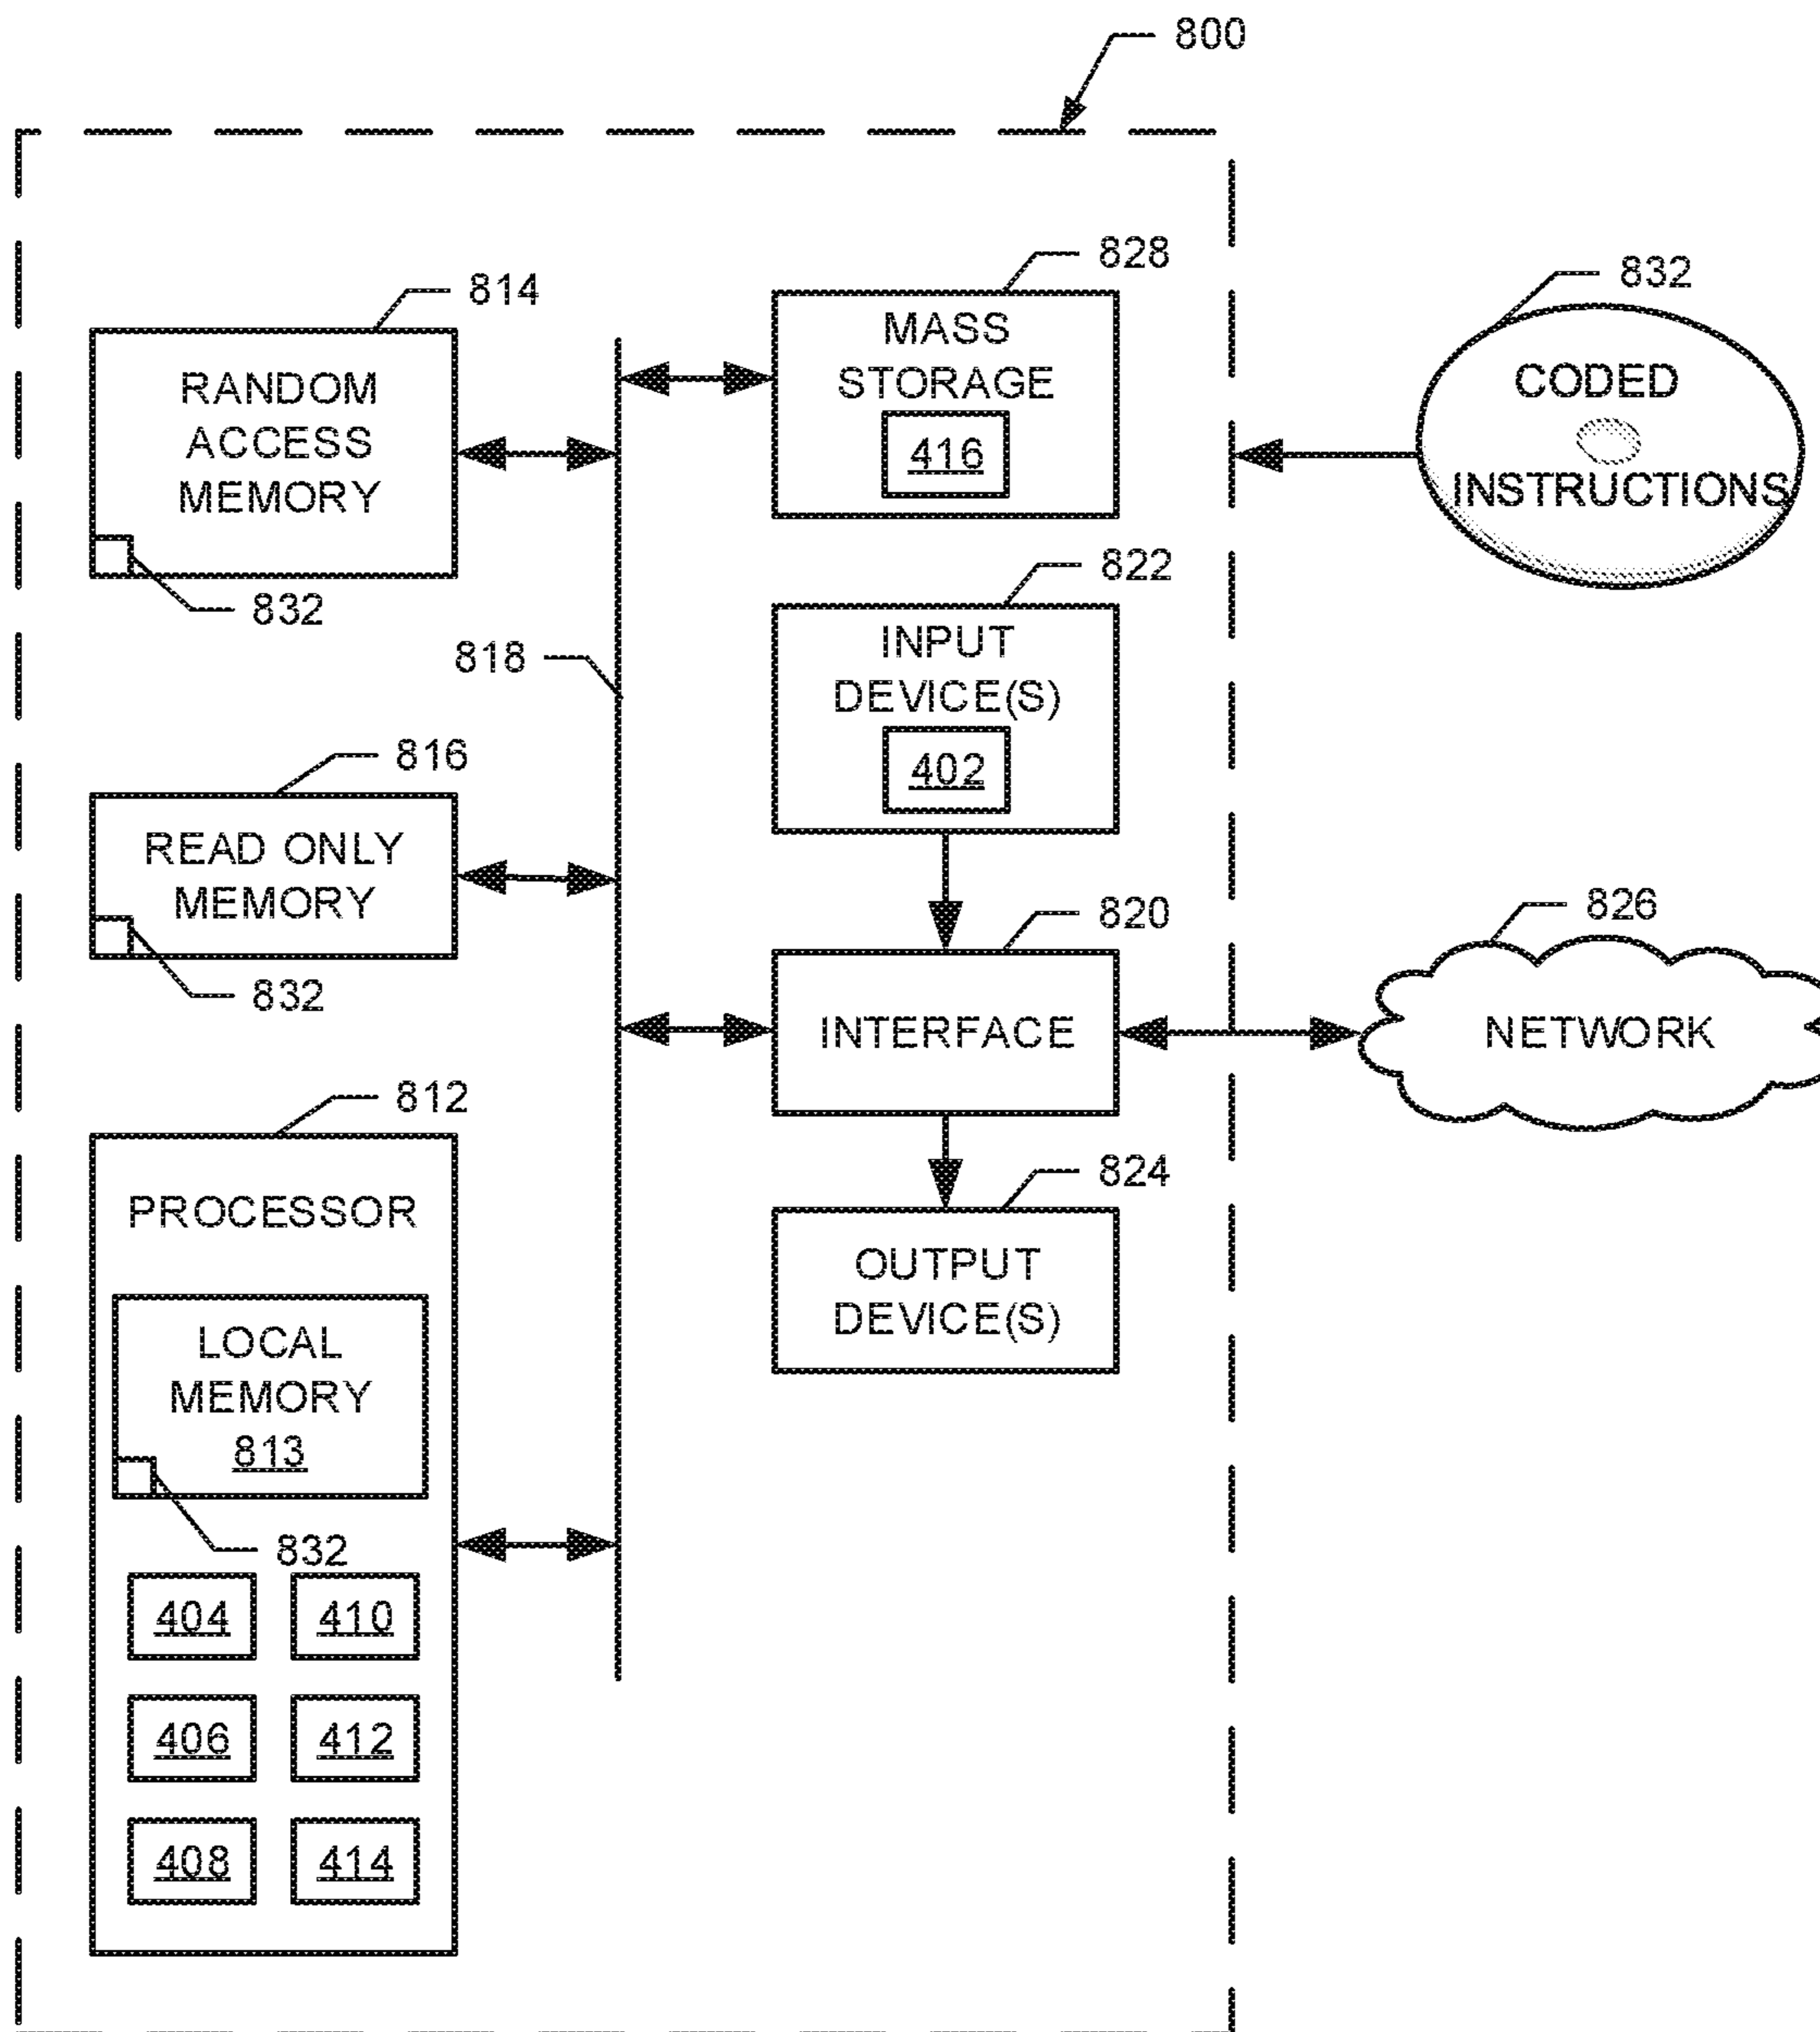 800
828
MASS
STORAGE
416
814
RANDOM
ACCESS
MEMORY
832
832
CODED
INSTRUCTIONS
822
INPUT
DEVICE(S)
402
818
816
READ ONLY
MEMORY
832
820
INTERFACE
826
NETWORK
812
PROCESSOR
LOCAL
MEMORY
813
832
404 410
406 412
408 414
824
OUTPUT
DEVICE(S)